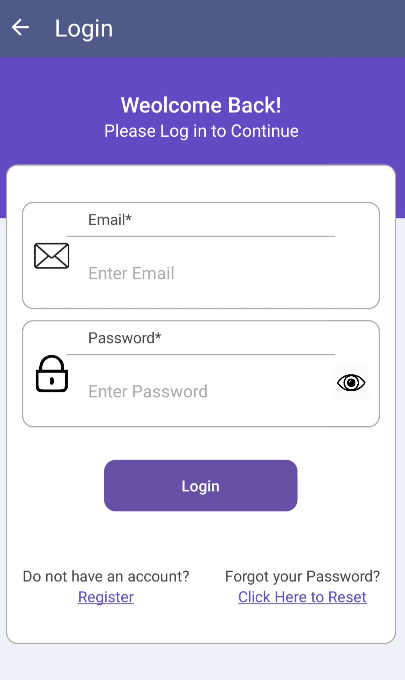 Login
Weolcome Back!
Please Log in to Continue
Email*
Enter Email
Password*
Enter Password
Login
Do not have an account?
Register
Forgot your Password?
Click Here to Reset